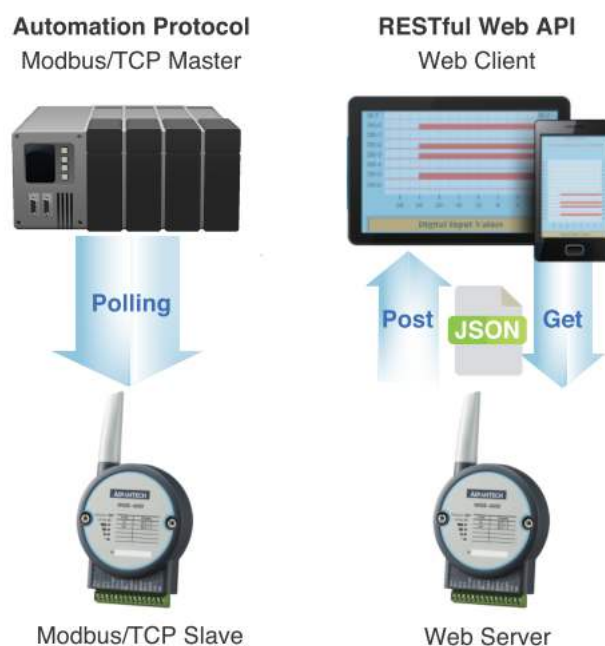 Automation Protocol
Modbus/TCP Master
Polling
Modbus/TCP Slave
RESTful Web API
Web Client
Digital Input Values
Post
JSON
Get
Web Server
ADVANTECH
ADVANTECH